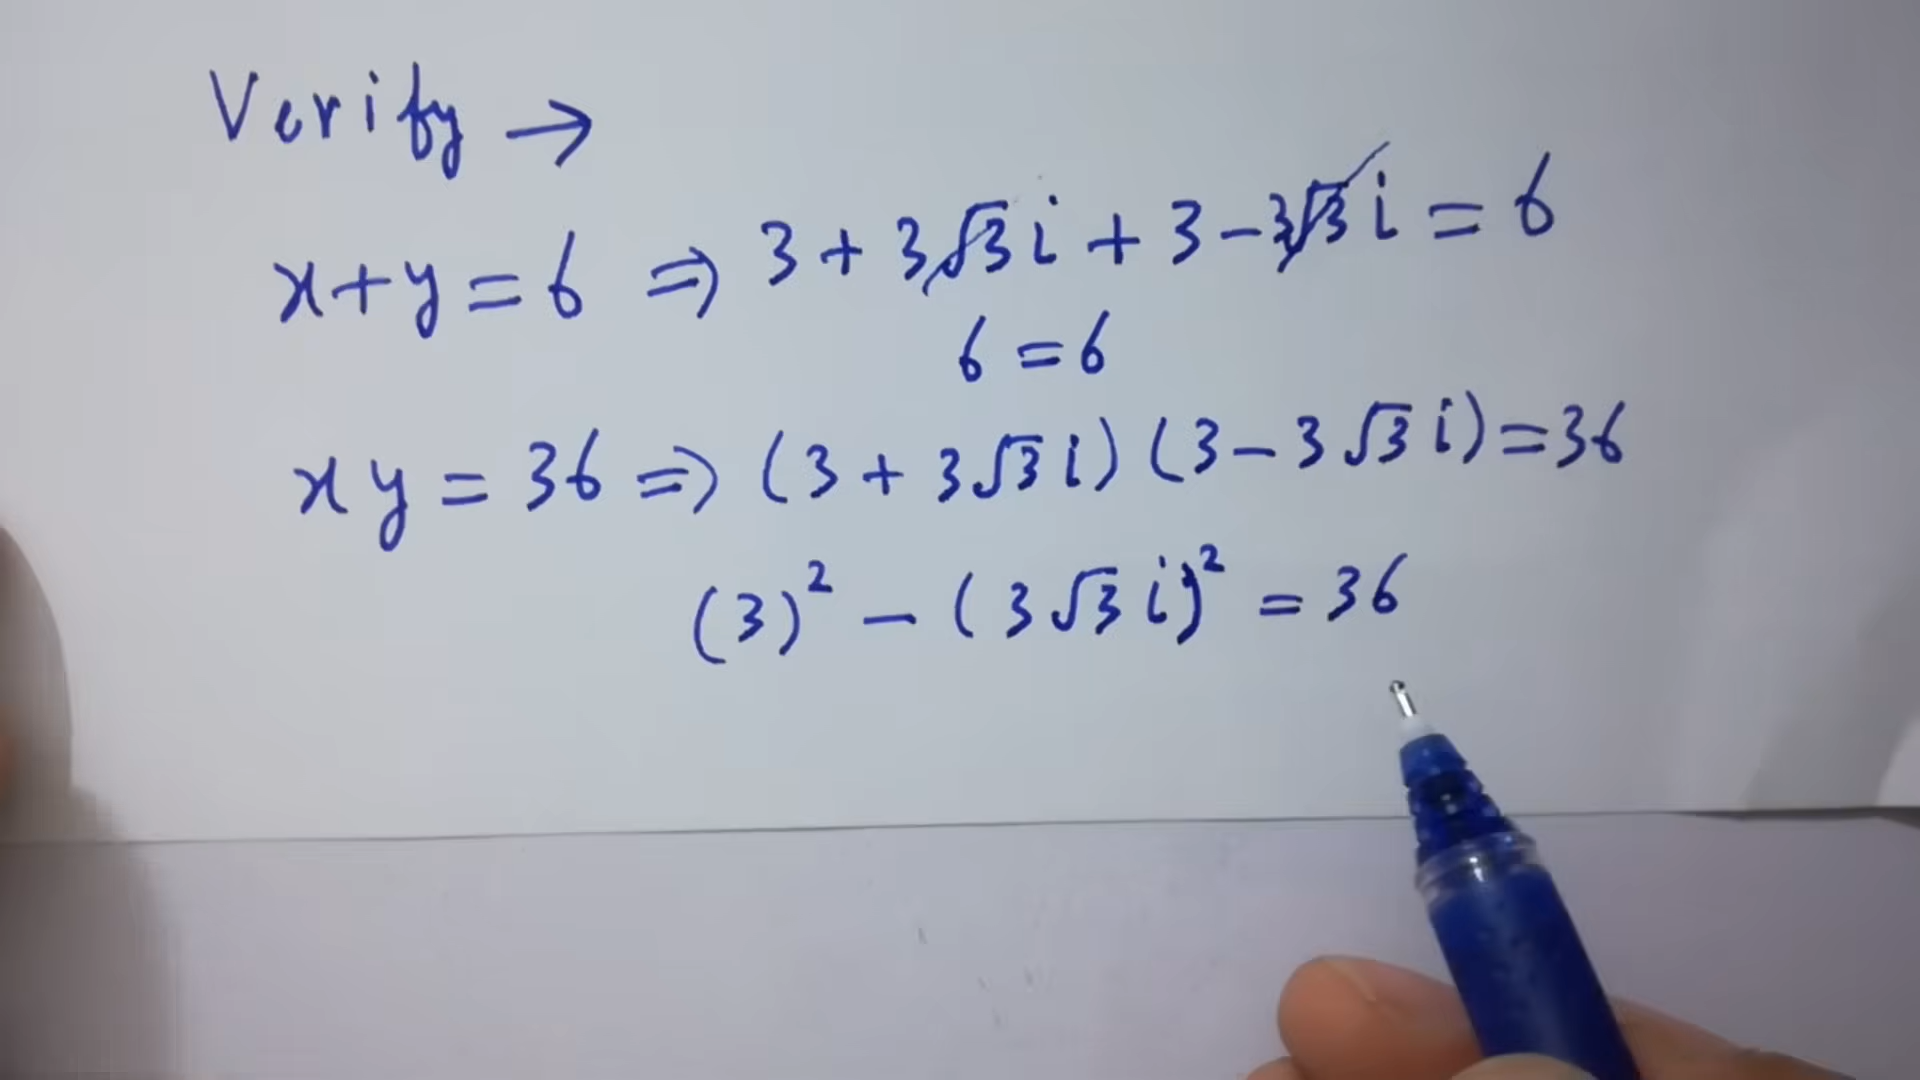 Verify →
x+y=6 ⇒ 3+3√3i+3-3√3i=6
6=6
xy=36 ⇒ (3+3√3i)(3-3√3i)=36
(3)²-(3√3i)²=36